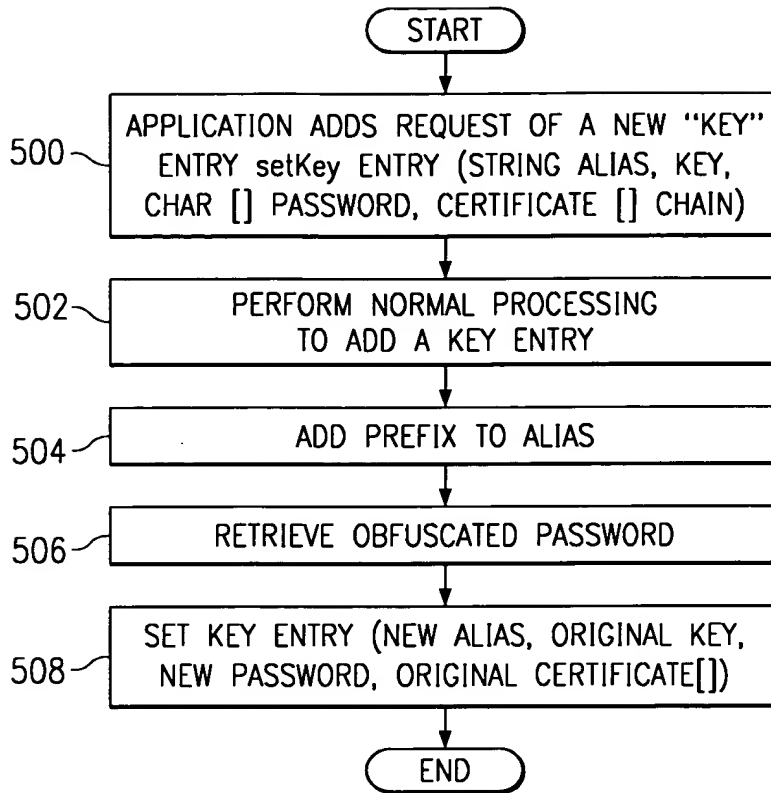 START
500
APPLICATION ADDS REQUEST OF A NEW "KEY"
ENTRY setKey ENTRY (STRING ALIAS, KEY,
CHAR [] PASSWORD, CERTIFICATE [] CHAIN)
502
PERFORM NORMAL PROCESSING
TO ADD A KEY ENTRY
504
ADD PREFIX TO ALIAS
506
RETRIEVE OBFUSCATED PASSWORD
508
SET KEY ENTRY (NEW ALIAS, ORIGINAL KEY,
NEW PASSWORD, ORIGINAL CERTIFICATE[])
END